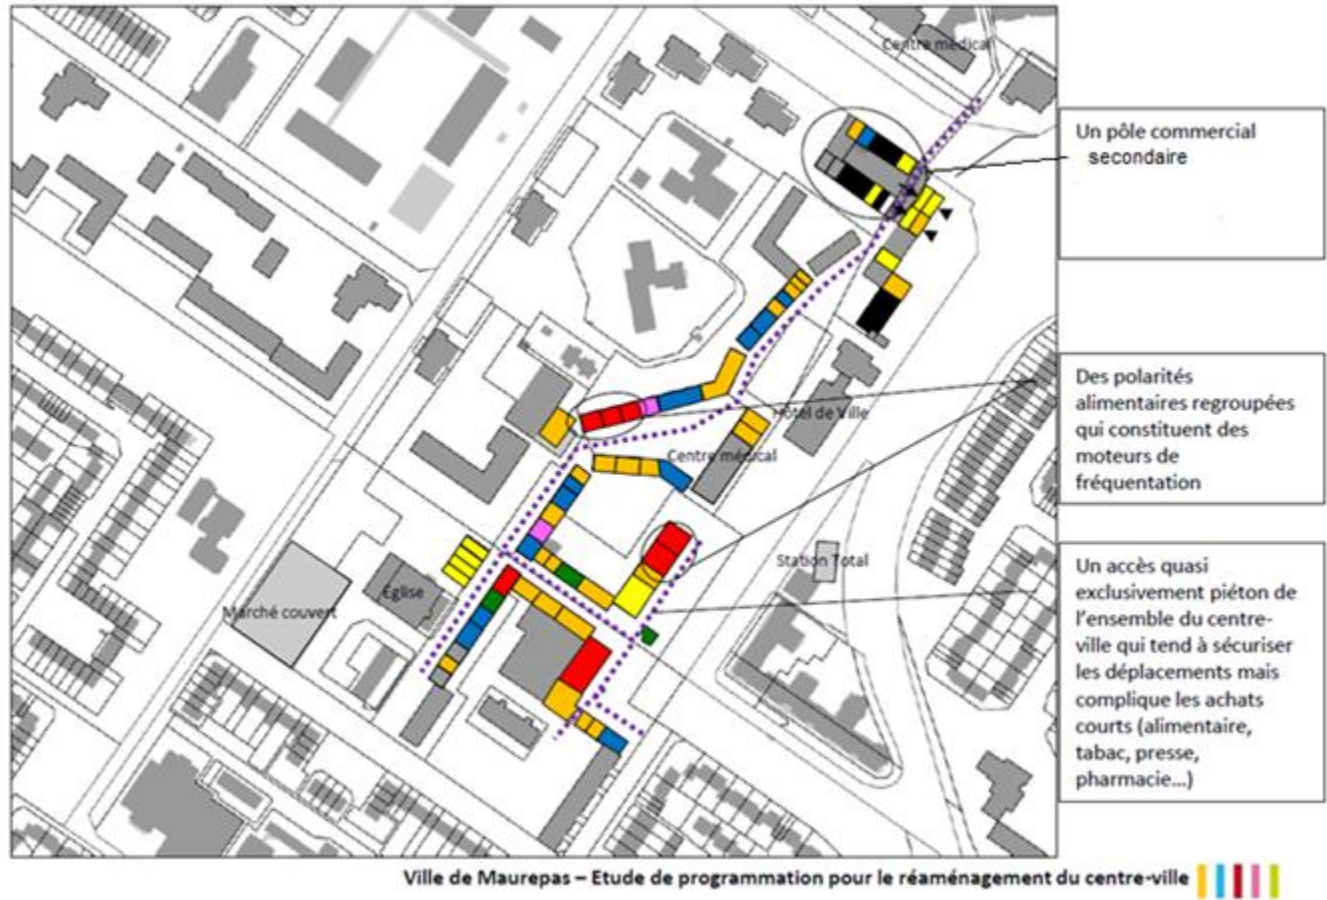 Centre médical
Un pôle commercial
secondaire
Des polarités
alimentaires regroupées
qui constituent des
moteurs de
fréquentation
Hôtel de Ville
Centre médical
Station Total
Un accès quasi
exclusivement piéton de
l'ensemble du centre-
ville qui tend à sécuriser
les déplacements mais
complique les achats
courts (alimentaire,
tabac, presse,
pharmacie...)
Eglise
Marché couvert
Ville de Maurepas – Etude de programmation pour le réaménagement du centre-ville